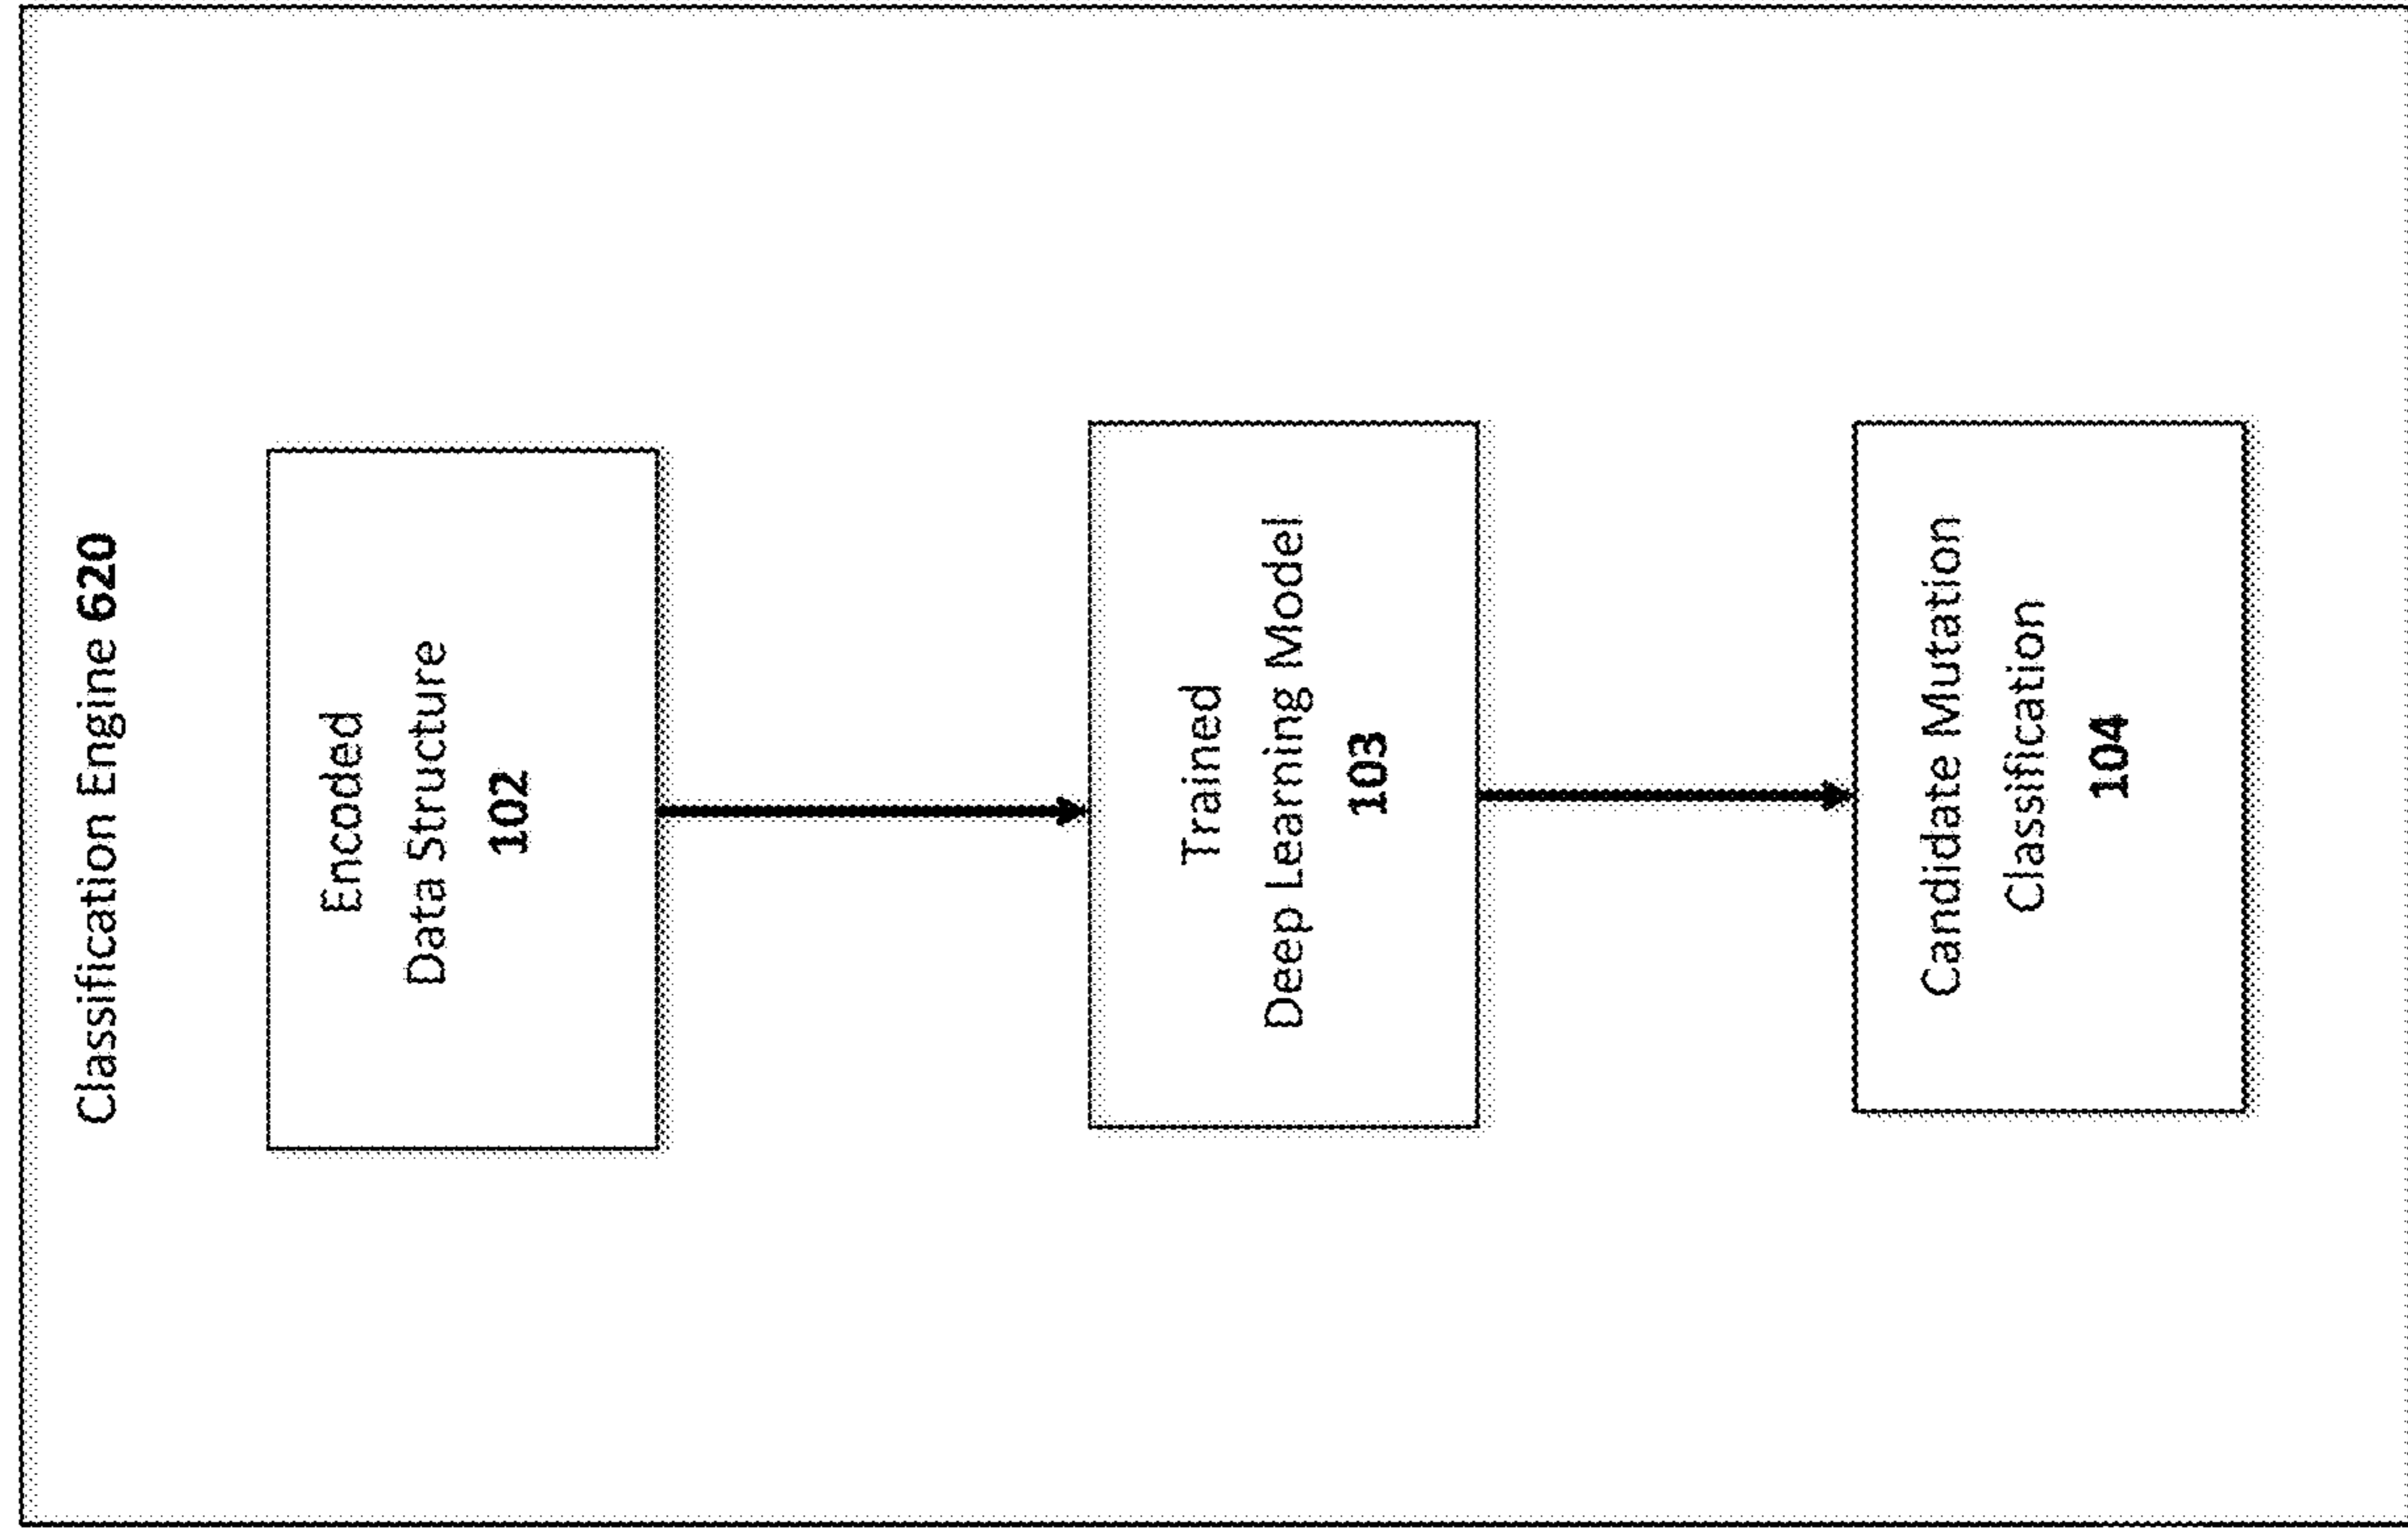 Classification Engine 620
Encoded
Data Structure
102
Trained
Deep Learning Model
103
Candidate Mutation
Classification
104